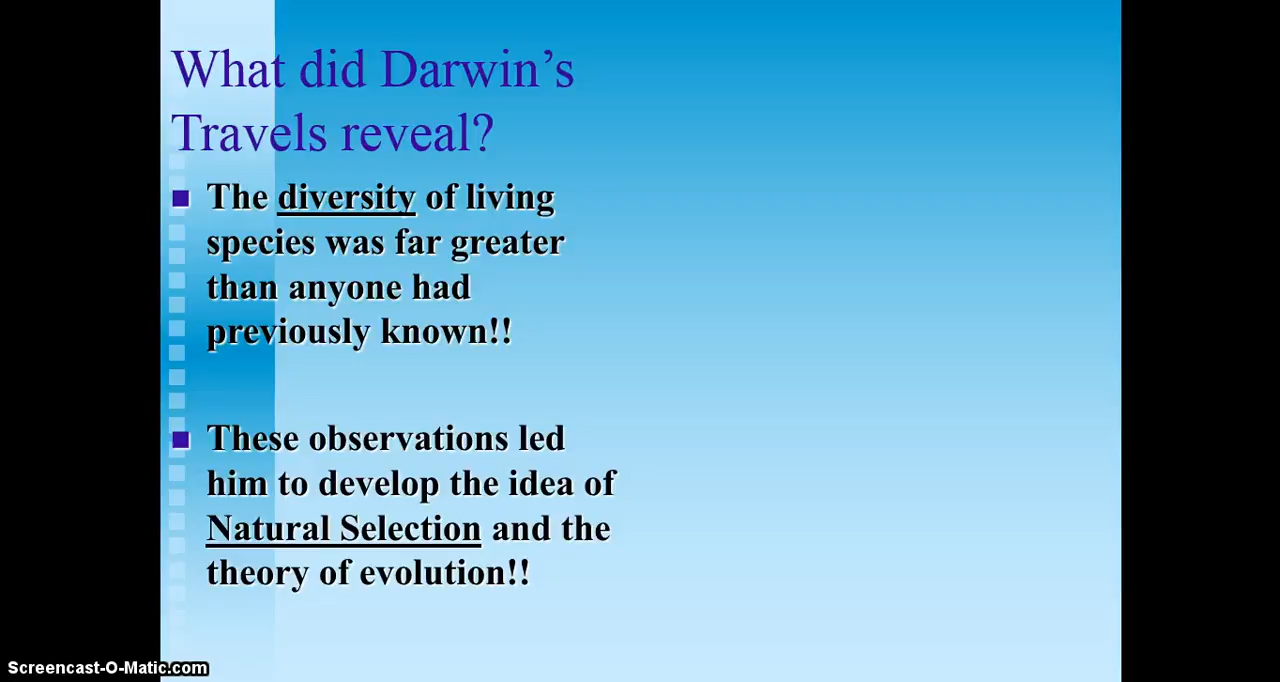 What did Darwin’s
Travels reveal?
The diversity of living
species was far greater
than anyone had
previously known!!
These observations led
him to develop the idea of
Natural Selection and the
theory of evolution!!
Screencast-O-Matic.com